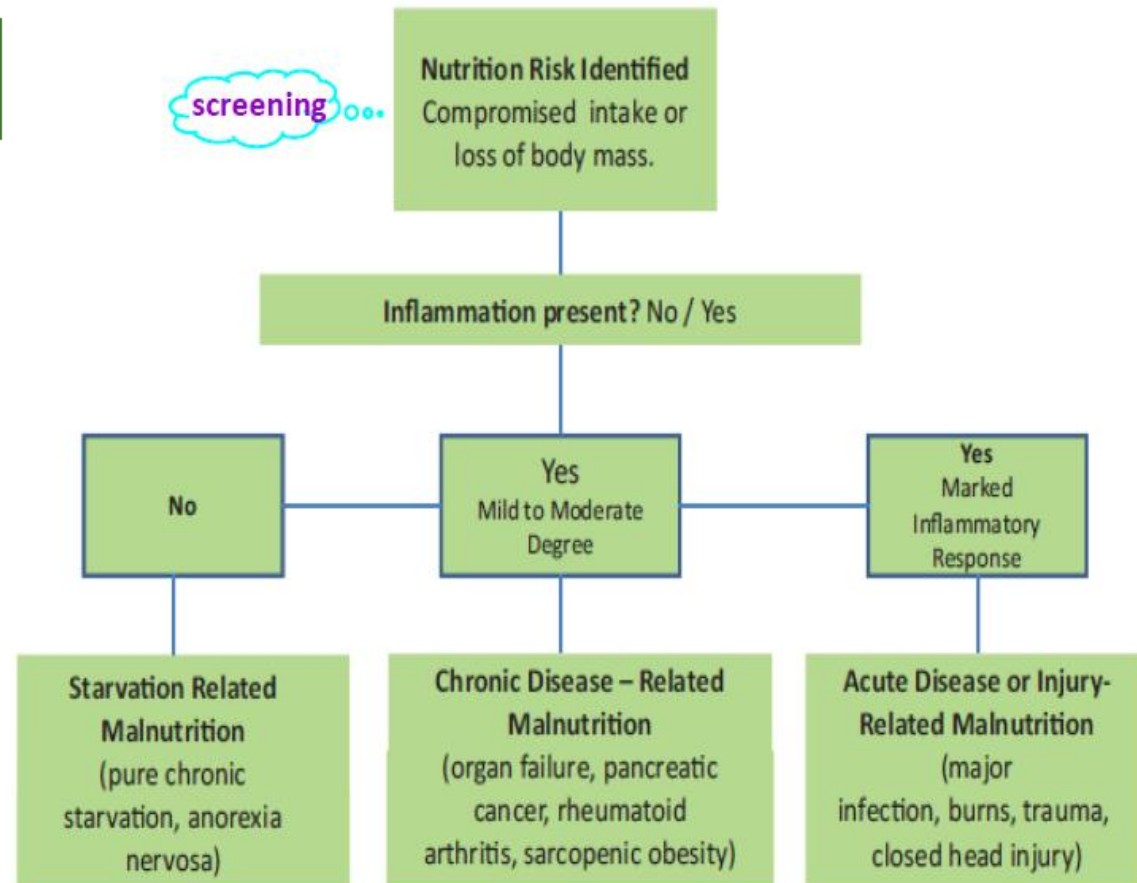 screening
Nutrition Risk Identified
Compromised intake or
loss of body mass.
Inflammation present? No / Yes
No
Yes
Mild to Moderate
Degree
Yes
Marked
Inflammatory
Response
Starvation Related
Malnutrition
(pure chronic
starvation, anorexia
nervosa)
Chronic Disease – Related
Malnutrition
(organ failure, pancreatic
cancer, rheumatoid
arthritis, sarcopenic obesity)
Acute Disease or Injury-
Related Malnutrition
(major
infection, burns, trauma,
closed head injury)